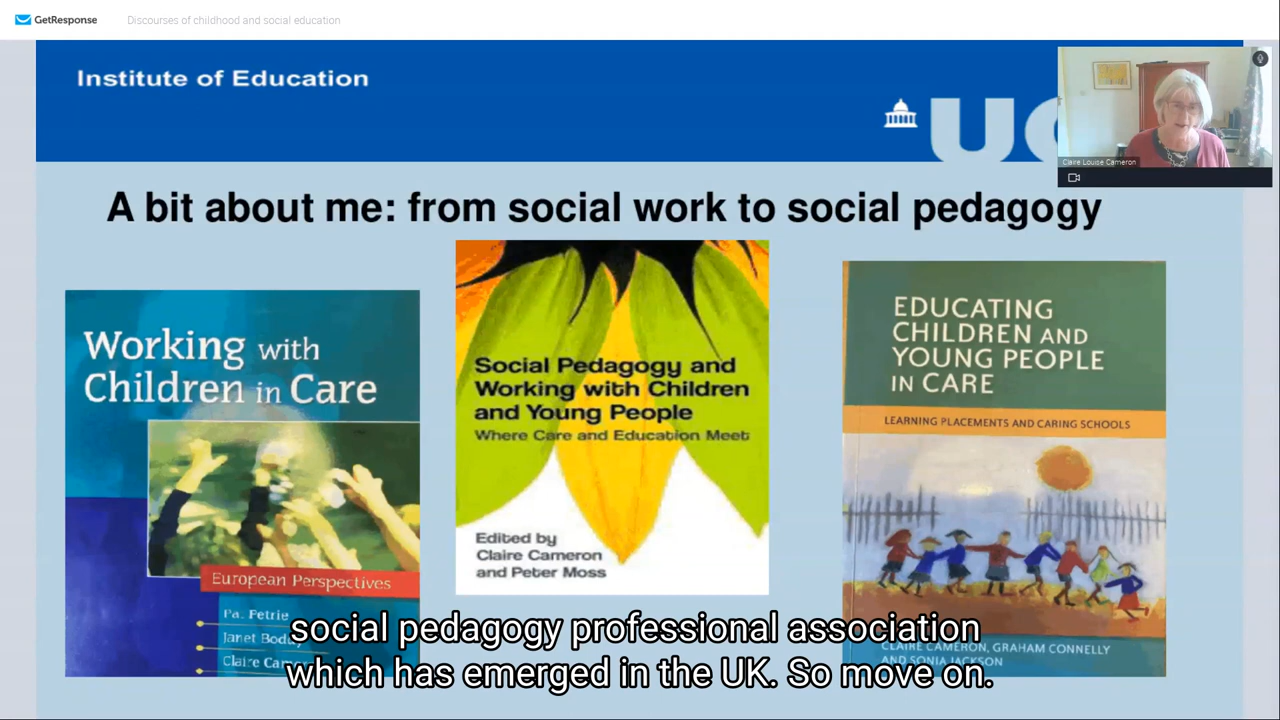 GetResponse
Discourses of childhood and social education
Institute of Education
Claire Louise Cameron
A bit about me: from social work to social pedagogy
Working with
Children in Care
European Perspectives
Petrie
Janet
Claire
Social Pedagogy and
Working with Children
and Young People
Where Care and Education Meet
Edited by
Claire Cameron
and Peter Moss
EDUCATING
CHILDREN AND
YOUNG PEOPLE
IN CARE
LEARNING PLACEMENTS AND CARING SCHOOLS
CLAIRE CAMERON, GRAHAM CONNELLY
AND SONIA JACKSON
social pedagogy professional association
which has emerged in the UK. So move on.